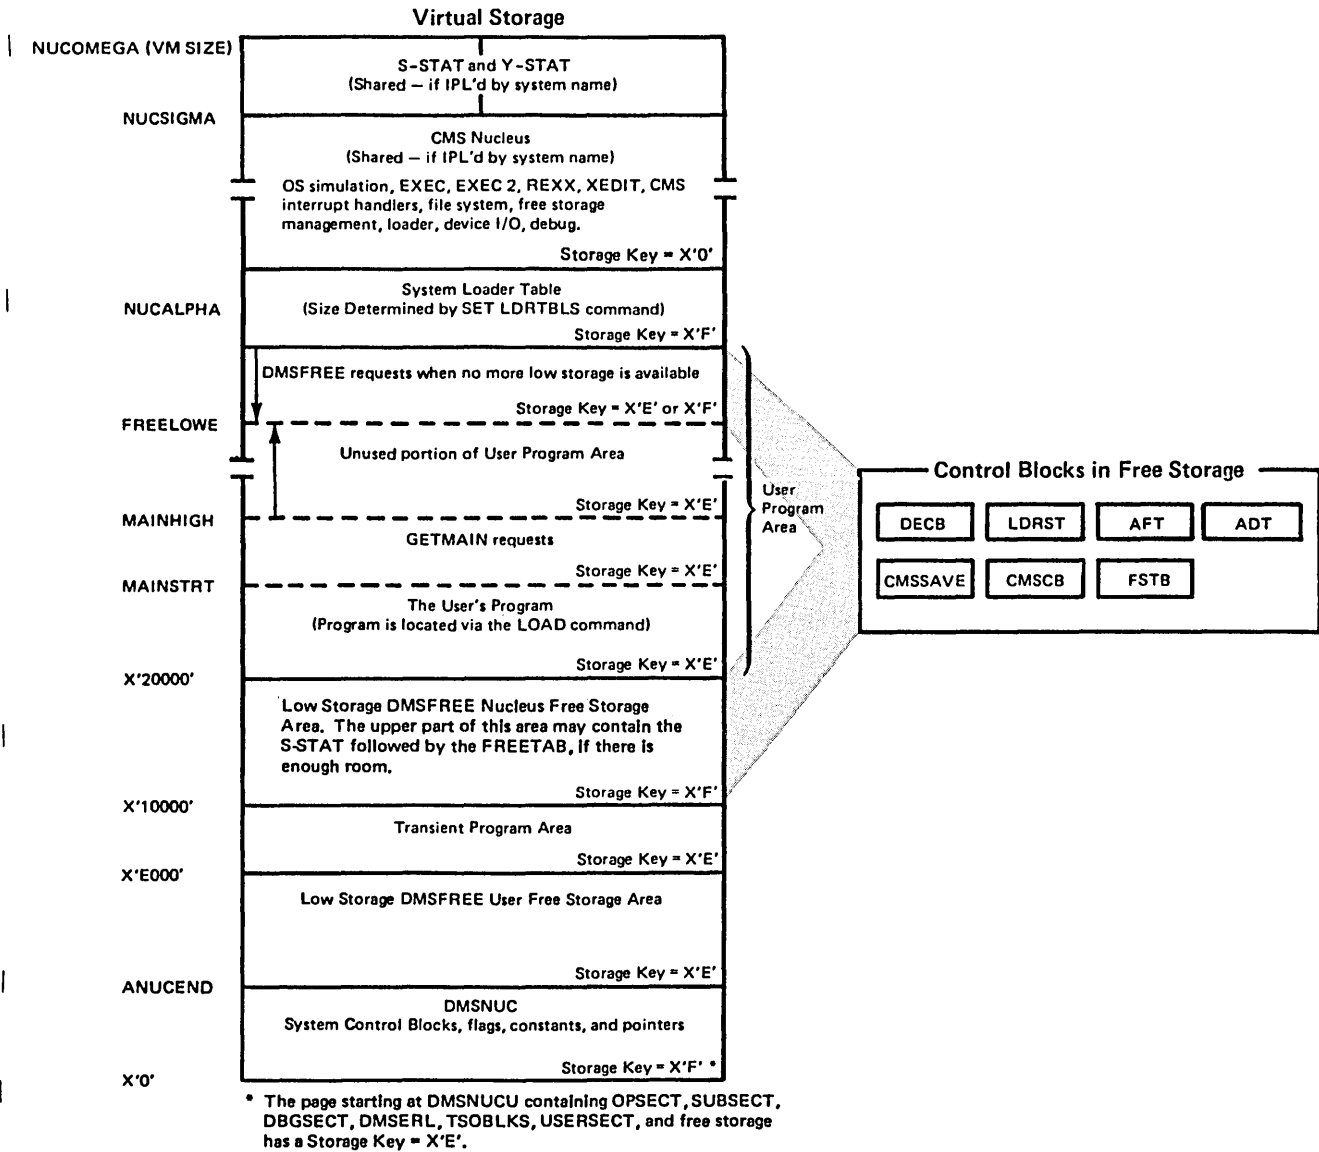 Virtual Storage
NUCOMEGA (VM SIZE)
S-STAT and Y-STAT
(Shared – if IPL'd by system name)
NUCSIGMA
CMS Nucleus
(Shared – if IPL'd by system name)
OS simulation, EXEC, EXEC 2, REXX, XEDIT, CMS
interrupt handlers, file system, free storage
management, loader, device I/O, debug.
Storage Key = X'0'
System Loader Table
NUCALPHA
(Size Determined by SET LDRTBLS command)
Storage Key = X'F'
DMSFREE requests when no more low storage is available
Storage Key = X'E' or X'F'
FREELOWE
Unused portion of User Program Area
Storage Key = X'E'
MAINHIGH
GETMAIN requests
Storage Key = X'E'
MAINSTRT
The User's Program
(Program is located via the LOAD command)
Storage Key = X'E'
X'20000'
User
Program
Area
Control Blocks in Free Storage
DECB LDRST AFT ADT
CMSSAVE CMSCB FSTB
Low Storage DMSFREE Nucleus Free Storage
Area. The upper part of this area may contain the
S-STAT followed by the FREETAB, if there is
enough room.
Storage Key = X'F'
X'10000'
Transient Program Area
Storage Key = X'E'
X'E000'
Low Storage DMSFREE User Free Storage Area
Storage Key = X'E'
ANUCEND
DMSNUC
System Control Blocks, flags, constants, and pointers
Storage Key = X'F' *
X'0'
* The page starting at DMSNUCU containing OPSECT, SUBSECT,
DBGSECT, DMSERL, TSOBLKS, USERSECT, and free storage
has a Storage Key = X'E'.